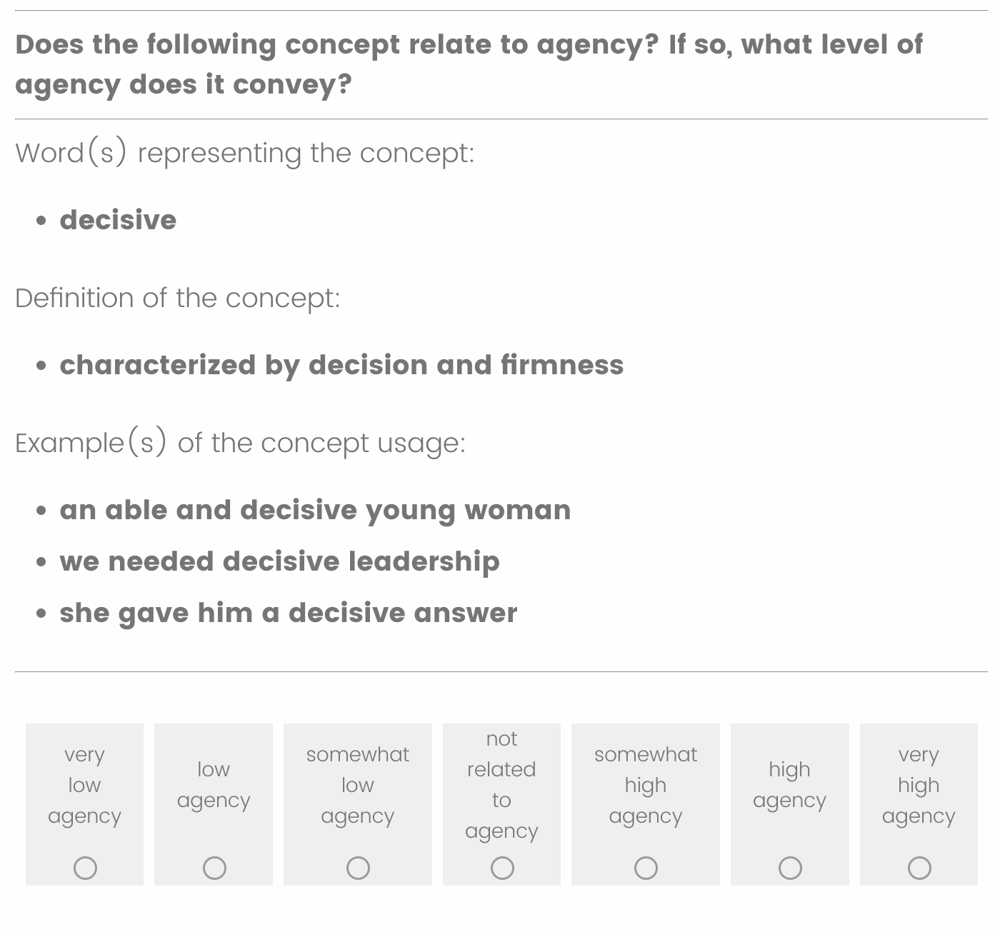 Does the following concept relate to agency? If so, what level of
agency does it convey?
Word(s) representing the concept:
• decisive
Definition of the concept:
• characterized by decision and firmness
Example(s) of the concept usage:
• an able and decisive young woman
• we needed decisive leadership
• she gave him a decisive answer
very
low
agency
low
agency
somewhat
low
agency
not
related
to
agency
somewhat
high
agency
high
agency
very
high
agency